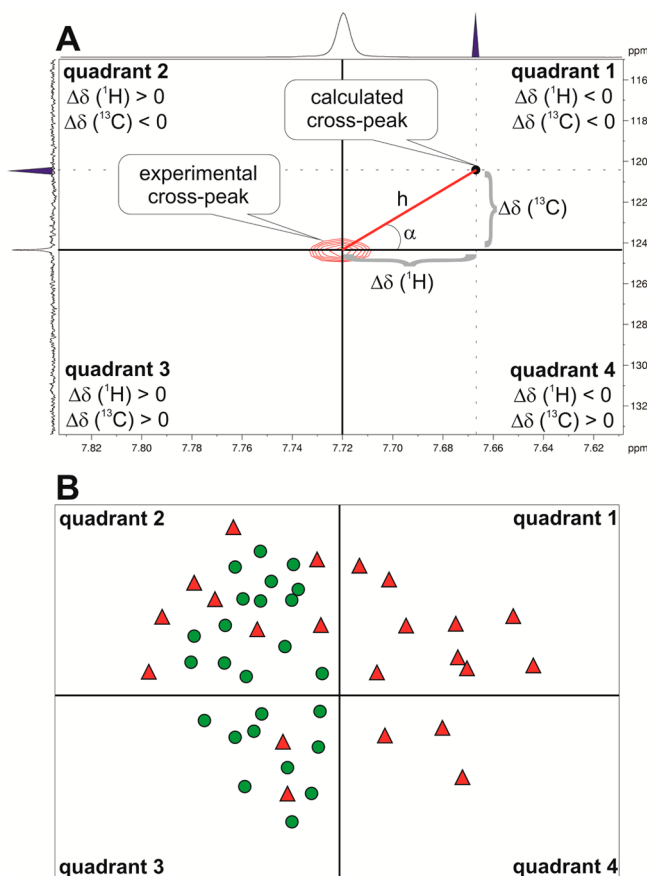 A
ppm
quadrant 2
Δδ (¹H) > 0
Δδ (¹³C) < 0
quadrant 1
Δδ (¹H) < 0
Δδ (¹³C) < 0
calculated
cross-peak
experimental
cross-peak
h
α
Δδ (¹³C)
Δδ (¹H)
116
118
120
122
124
126
128
130
132
quadrant 3
Δδ (¹H) > 0
Δδ (¹³C) > 0
quadrant 4
Δδ (¹H) < 0
Δδ (¹³C) > 0
7.82 7.80 7.78 7.76 7.74 7.72 7.70 7.68 7.66 7.64 7.62 ppm
B
quadrant 2 quadrant 1
quadrant 3 quadrant 4